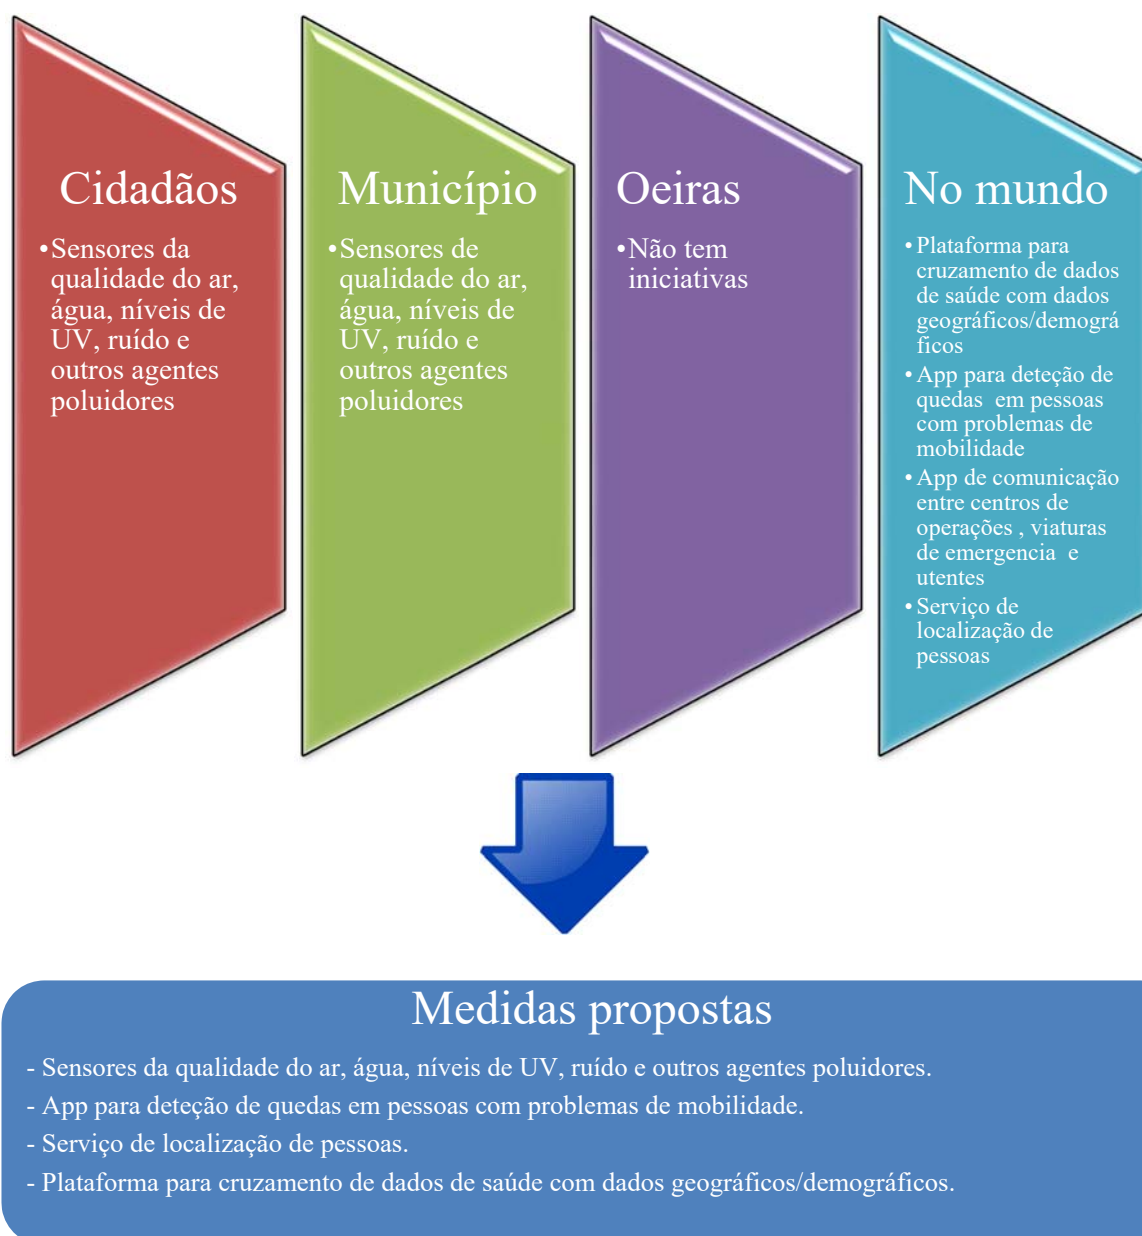 Cidadãos
•Sensores da
qualidade do ar,
água, níveis de
UV, ruído e
outros agentes
poluidores
Município
•Sensores de
qualidade do ar,
água, níveis de
UV, ruído e
outros agentes
poluidores
Oeiras
•Não tem
iniciativas
No mundo
•Plataforma para
cruzamento de dados
de saúde com dados
geográficos/demográ
ficos
•App para deteção de
quedas em pessoas
com problemas de
mobilidade
•App de comunicação
entre centros de
operações , viaturas
de emergencia e
utentes
•Serviço de
localização de
pessoas
Medidas propostas
- Sensores da qualidade do ar, água, níveis de UV, ruído e outros agentes poluidores.
- App para deteção de quedas em pessoas com problemas de mobilidade.
- Serviço de localização de pessoas.
- Plataforma para cruzamento de dados de saúde com dados geográficos/demográficos.